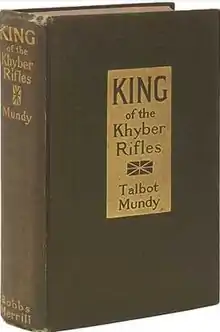 KING
of the
Khyber
Rifles
Mundy
Bobbs
Merrill
KING
of the
Khyber
Rifles
Talbot
Mundy